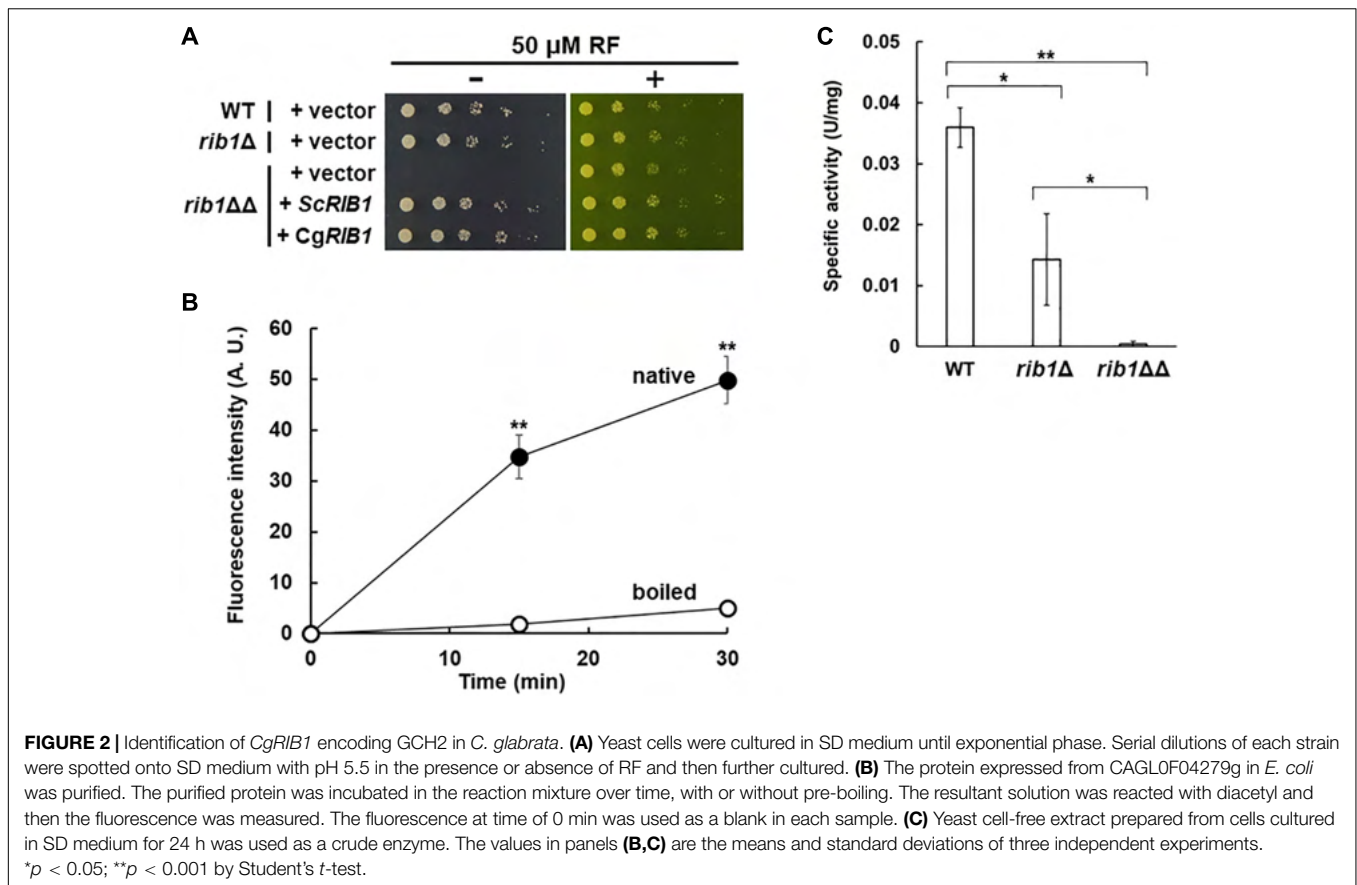 A
50 µM RF
- +
WT + vector
rib1Δ + vector
+ vector
rib1ΔΔ + ScRIB1
+ CgRIB1
B
Fluorescence intensity (A. U.)
60
50
40
30
20
10
0
native
**
**
boiled
0 10 20 30
Time (min)
C
Specific activity (U/mg)
0.05
0.04
0.03
0.02
0.01
0
**
*
*
WT rib1Δ rib1ΔΔ
FIGURE 2 | Identification of CgRIB1 encoding GCH2 in C. glabrata. (A) Yeast cells were cultured in SD medium until exponential phase. Serial dilutions of each strain
were spotted onto SD medium with pH 5.5 in the presence or absence of RF and then further cultured. (B) The protein expressed from CAGL0F04279g in E. coli
was purified. The purified protein was incubated in the reaction mixture over time, with or without pre-boiling. The resultant solution was reacted with diacetyl and
then the fluorescence was measured. The fluorescence at time of 0 min was used as a blank in each sample. (C) Yeast cell-free extract prepared from cells cultured
in SD medium for 24 h was used as a crude enzyme. The values in panels (B,C) are the means and standard deviations of three independent experiments.
*p < 0.05; **p < 0.001 by Student's t-test.